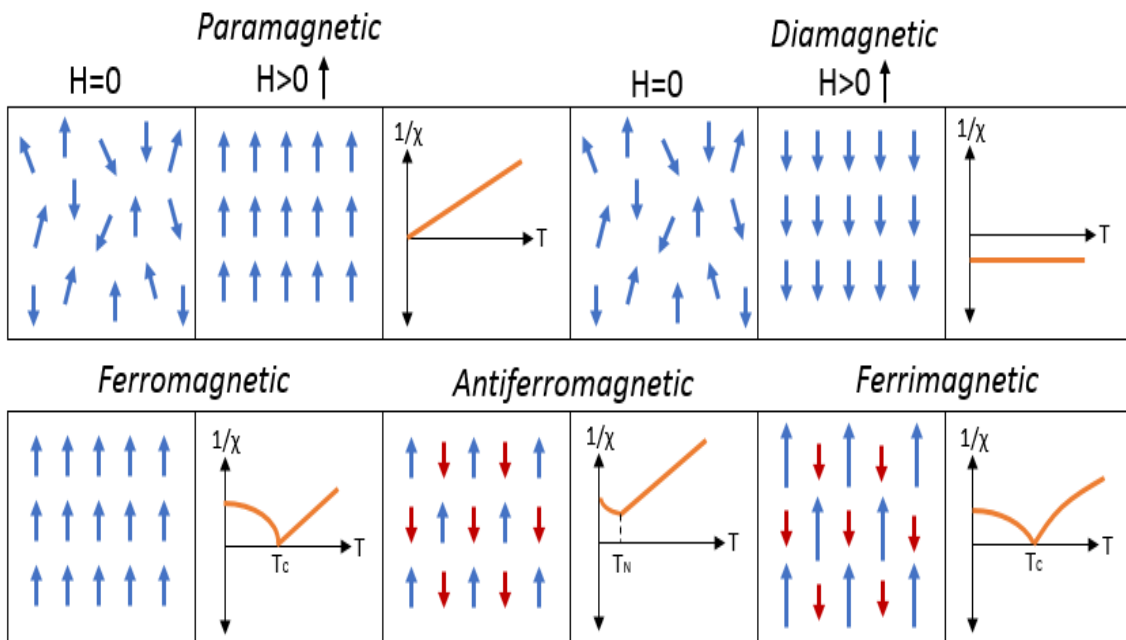 Paramagnetic
Diamagnetic
H=0
H>0
H=0
H>0
1/χ
T
1/χ
T
Ferromagnetic
Antiferromagnetic
Ferrimagnetic
1/χ
T
Tc
1/χ
T
TN
1/χ
T
Tc